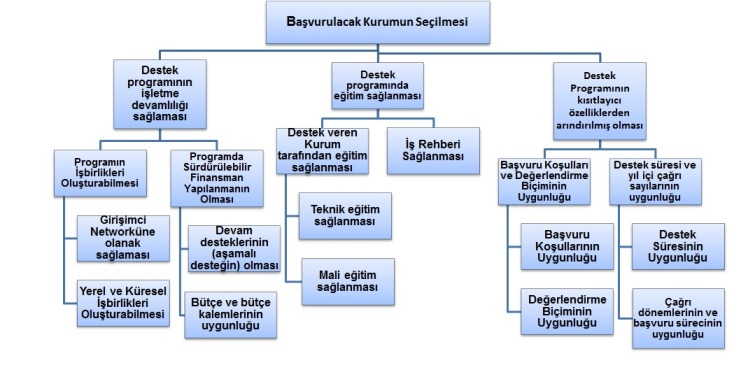 Başvurulacak Kurumun Seçilmesi
Destek
programının
işletme
devamlılığı
sağlaması
Destek
programında
eğitim sağlanması
Destek
Programının
kısıtlayıcı
özelliklerden
arındırılmış olması
Programın
İşbirlikleri
Oluşturabilmesi
Programda
Sürdürülebilir
Finansman
Yapılanmanın
Olması
Destek veren
Kurum
tarafından eğitim
sağlanması
İş Rehberi
Sağlanması
Başvuru Koşulları
ve Değerlendirme
Biçiminin
Uygunluğu
Destek süresi ve
yıl içi çağrı
sayılarının
uygunluğu
Girişimci
Networküne
olanak
sağlaması
Yerel ve Küresel
İşbirlikleri
Oluşturabilmesi
Devam
desteklerinin
(aşamalı
desteğin) olması
Bütçe ve bütçe
kalemlerinin
uygunluğu
Teknik eğitim
sağlanması
Mali eğitim
sağlanması
Başvuru
Koşullarının
Uygunluğu
Değerlendirme
Biçiminin
Uygunluğu
Destek
Süresinin
Uygunluğu
Çağrı
dönemlerinin ve
başvuru sürecinin
uygunluğu